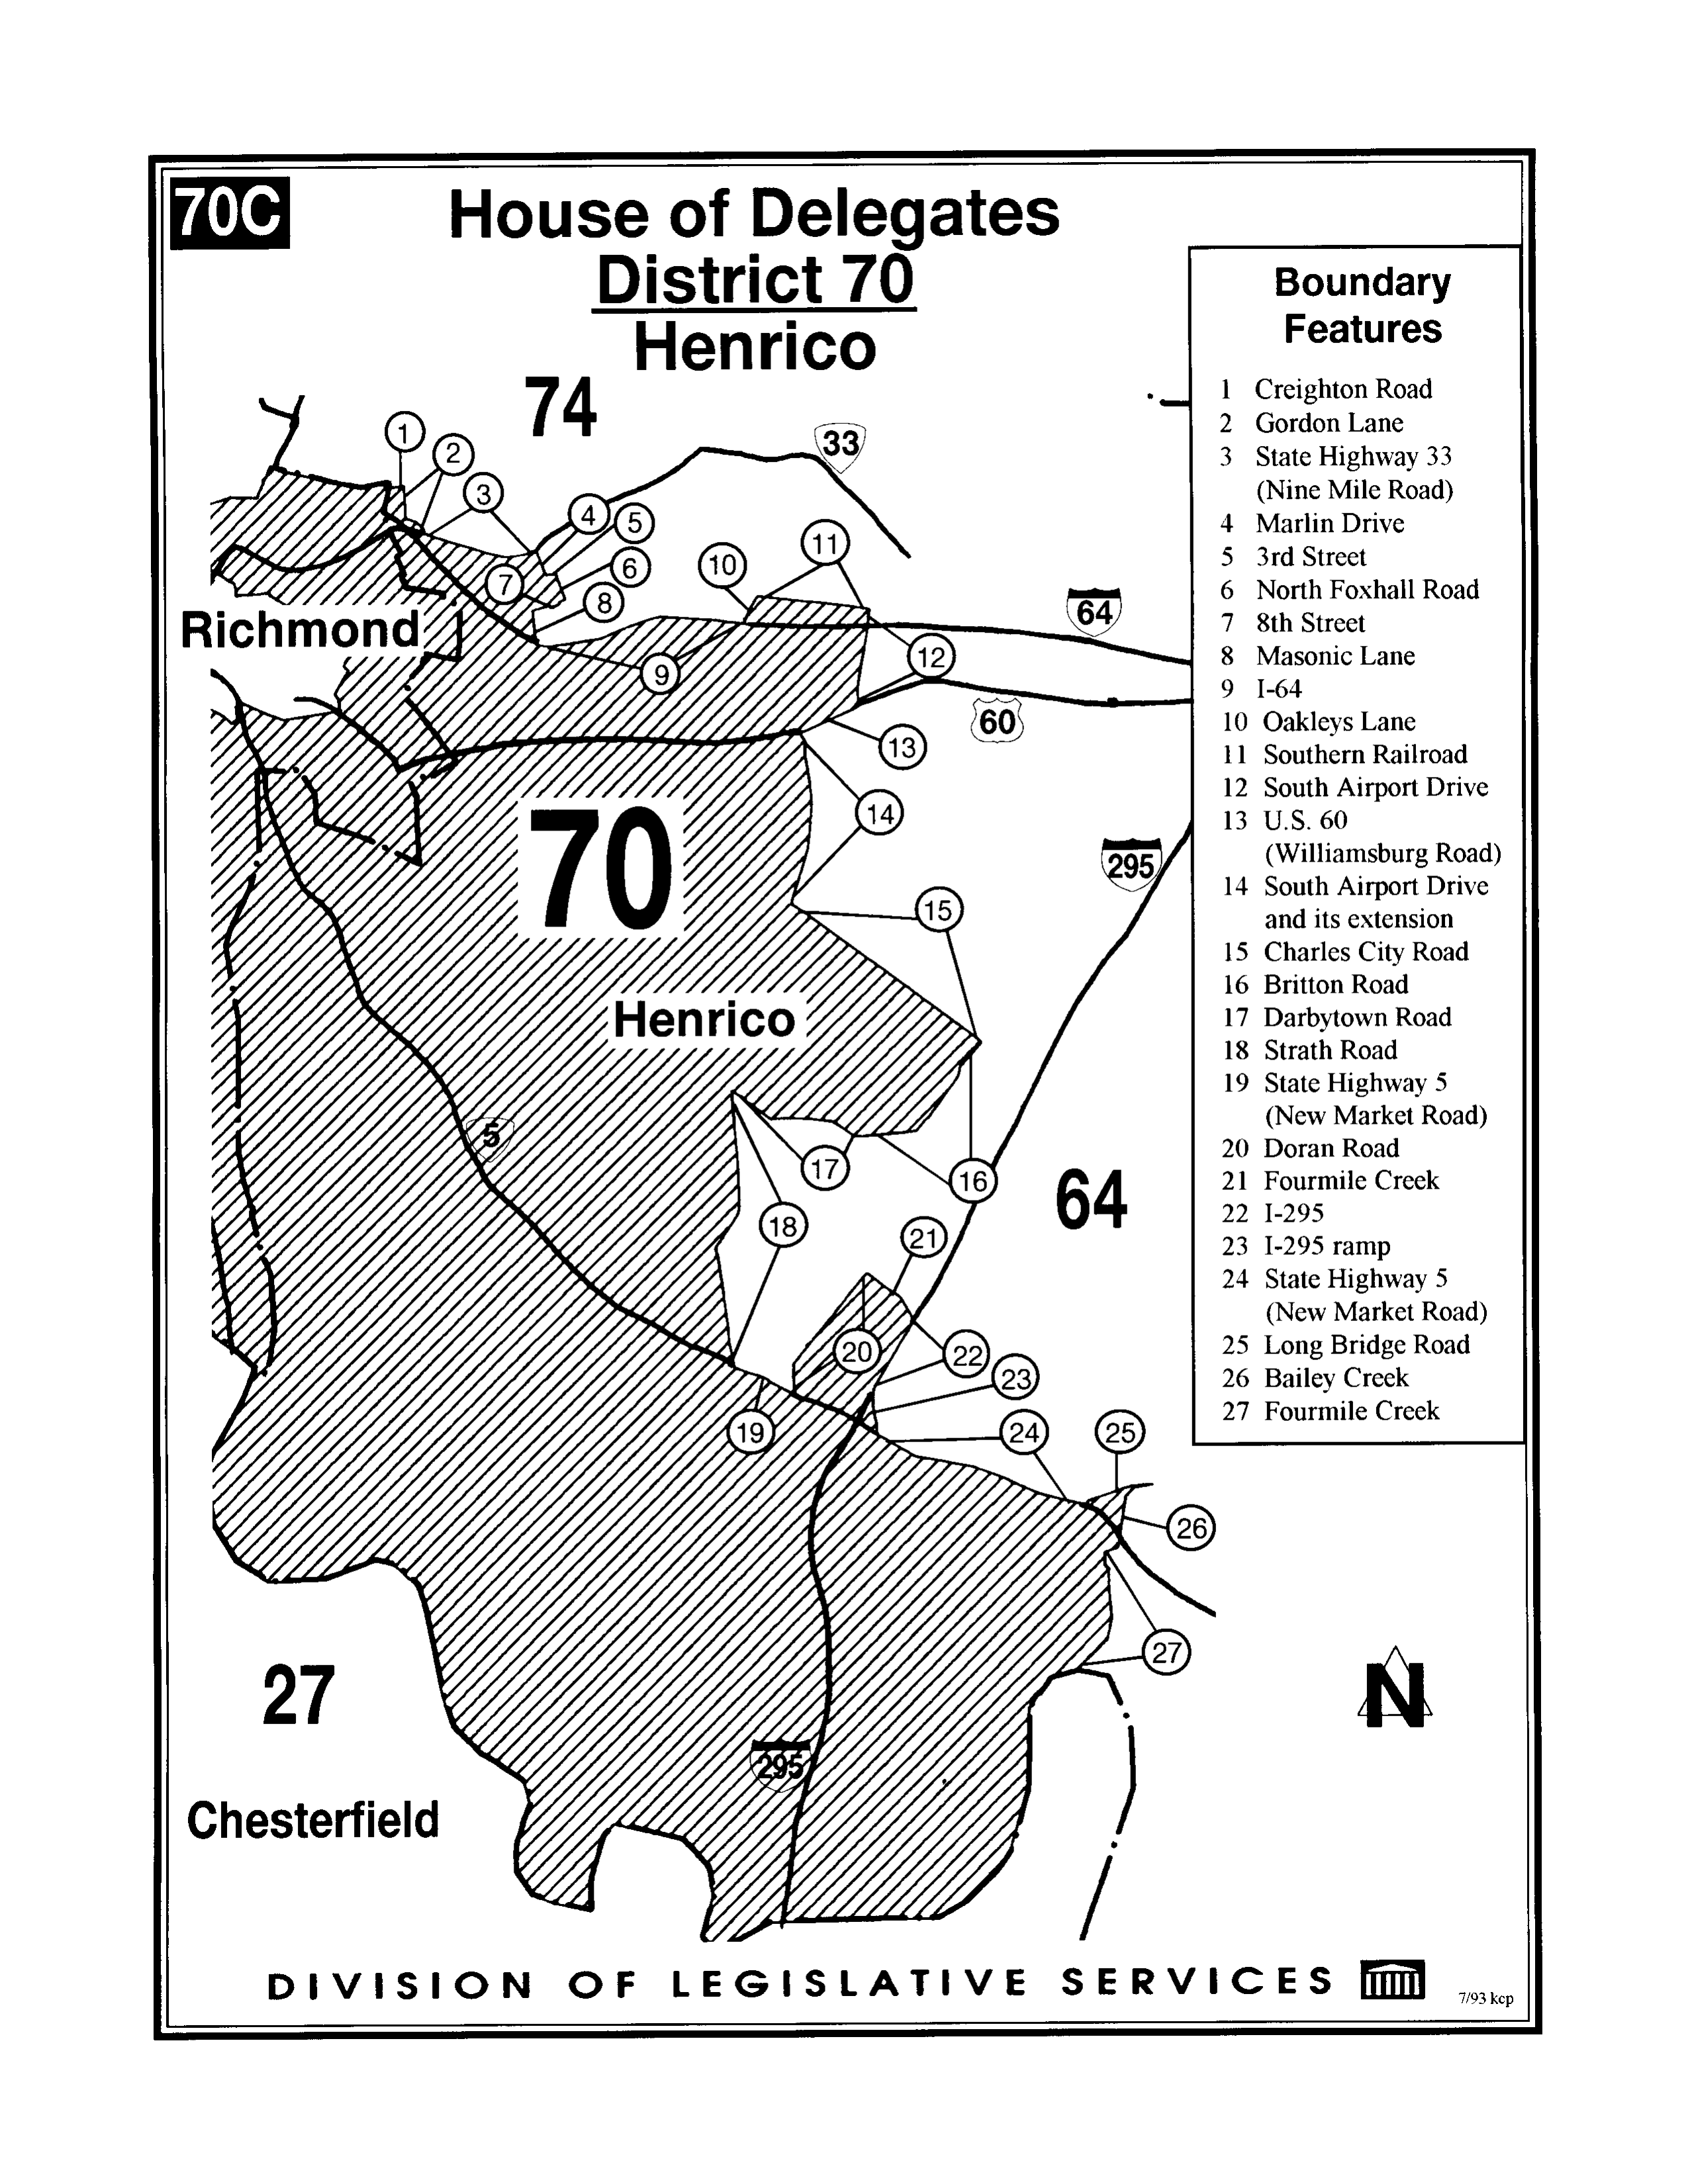 70C
House of Delegates
District 70
Henrico
Boundary
Features
1 Creighton Road
2 Gordon Lane
3 State Highway 33
(Nine Mile Road)
4 Marlin Drive
5 3rd Street
6 North Foxhall Road
7 8th Street
8 Masonic Lane
9 I-64
10 Oakleys Lane
11 Southern Railroad
12 South Airport Drive
13 U.S. 60
(Williamsburg Road)
14 South Airport Drive
and its extension
15 Charles City Road
16 Britton Road
17 Darbytown Road
18 Strath Road
19 State Highway 5
(New Market Road)
20 Doran Road
21 Fourmile Creek
22 I-295
23 I-295 ramp
24 State Highway 5
(New Market Road)
25 Long Bridge Road
26 Bailey Creek
27 Fourmile Creek
74
1
2
33
3
4
5
11
10
6
7
8
64
Richmond
12
9
60
13
14
70
295
15
Henrico
5
17
16
64
18
21
20
22
23
19
24
25
26
27
27
N
295
Chesterfield
DIVISION OF LEGISLATIVE SERVICES
7/93 kcp